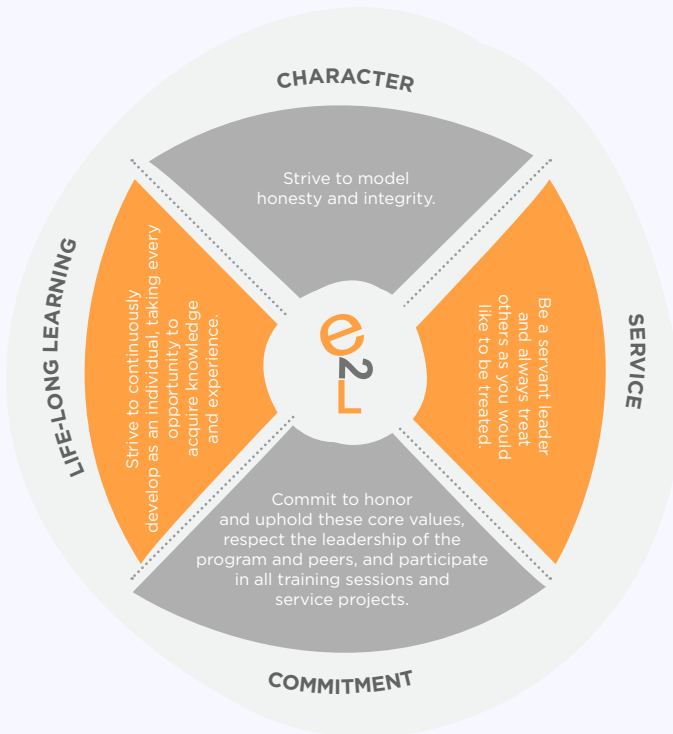 CHARACTER
Strive to model
honesty and integrity.
LIFE-LONG LEARNING
Strive to continuously
develop as an individual, taking every
opportunity to
acquire knowledge
and experience.
e
2
L
SERVICE
Be a servant leader
and always treat
others as you would
like to be treated.
Commit to honor
and uphold these core values,
respect the leadership of the
program and peers, and participate
in all training sessions and
service projects.
COMMITMENT